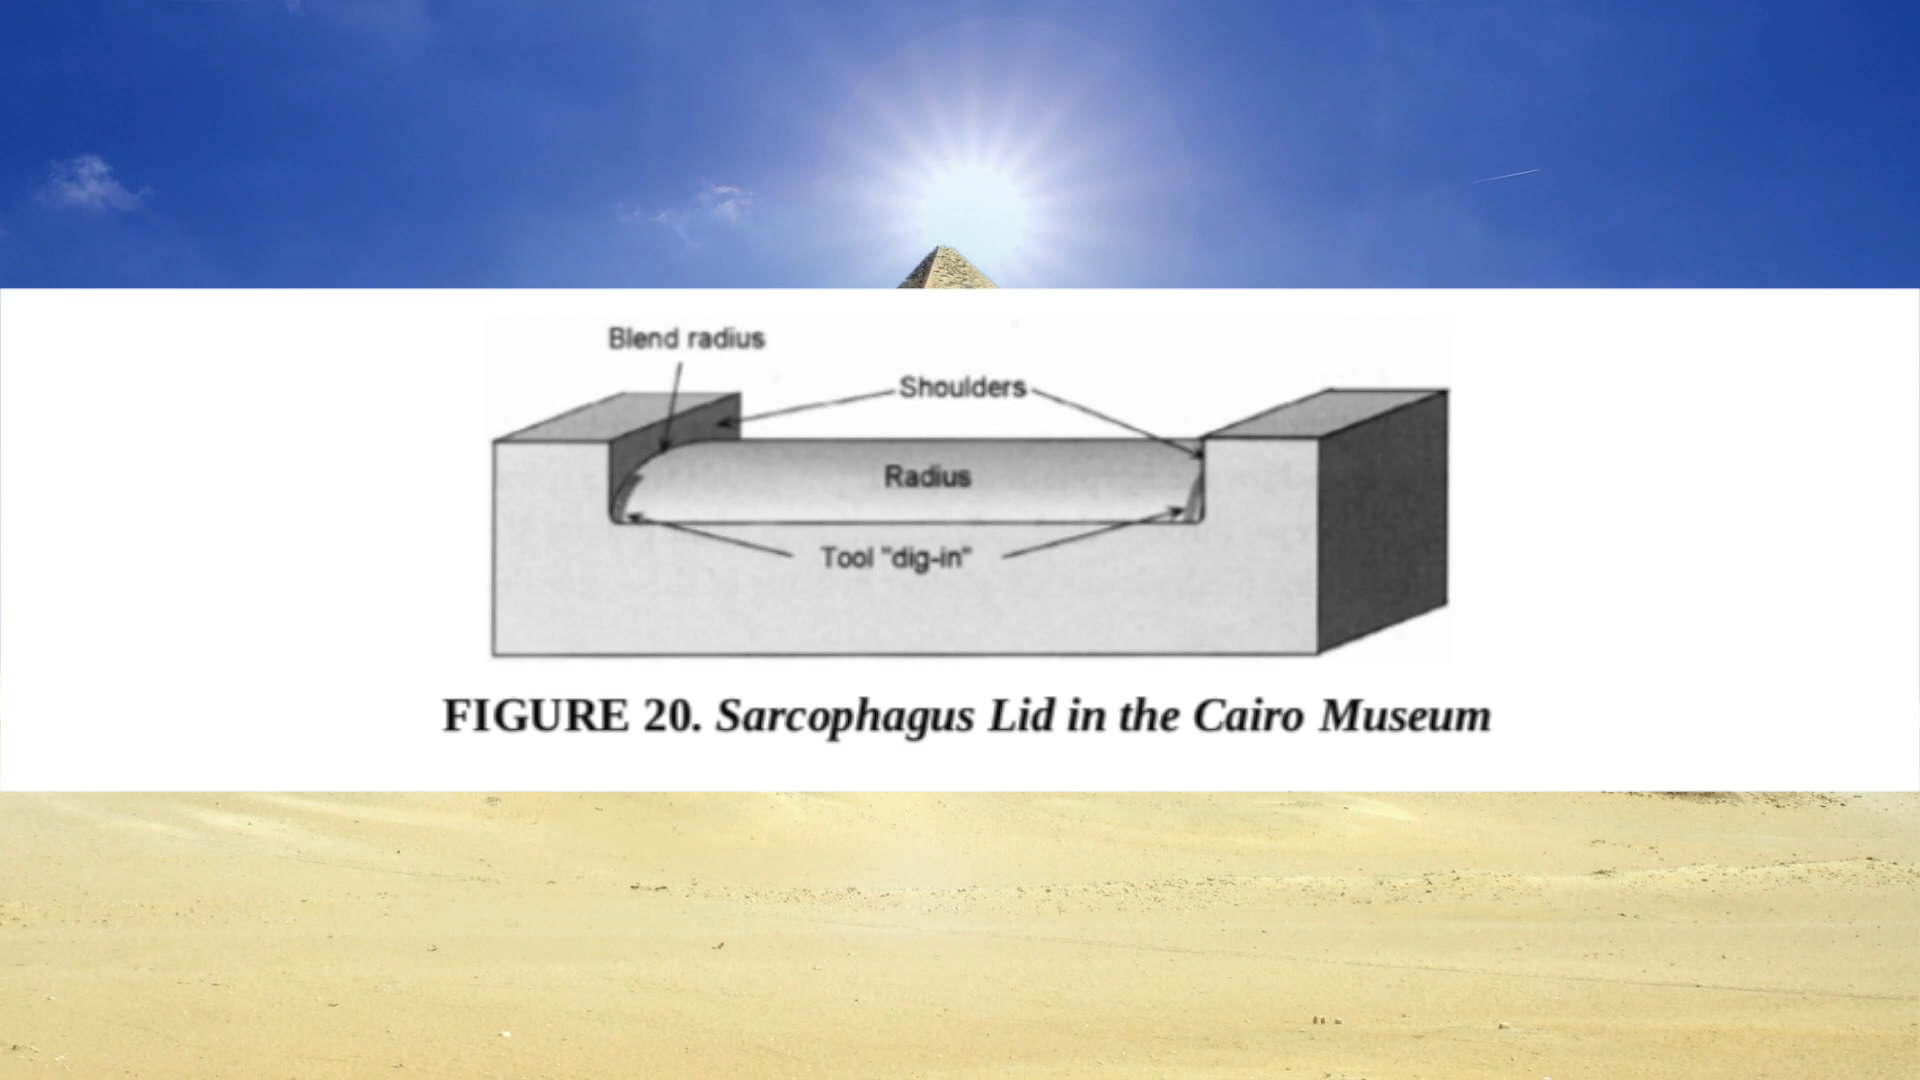 Blend radius
Shoulders
Radius
Tool "dig-in"
FIGURE 20. Sarcophagus Lid in the Cairo Museum